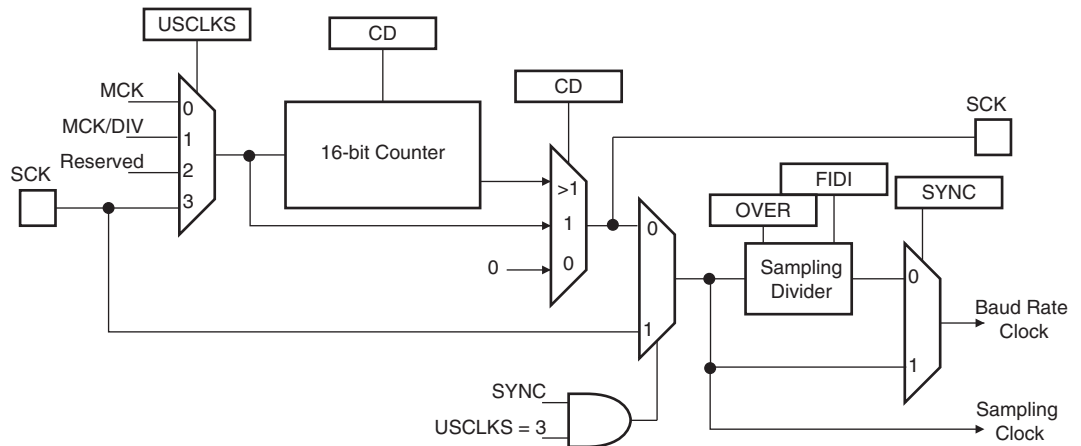 USCLKS
CD
CD
SCK
MCK
MCK/DIV
Reserved
SCK
0
1
2
3
16-bit Counter
>1
1
0
0
0
1
FIDI
OVER
SYNC
Sampling
Divider
0
1
Baud Rate
Clock
SYNC
USCLKS = 3
Sampling
Clock